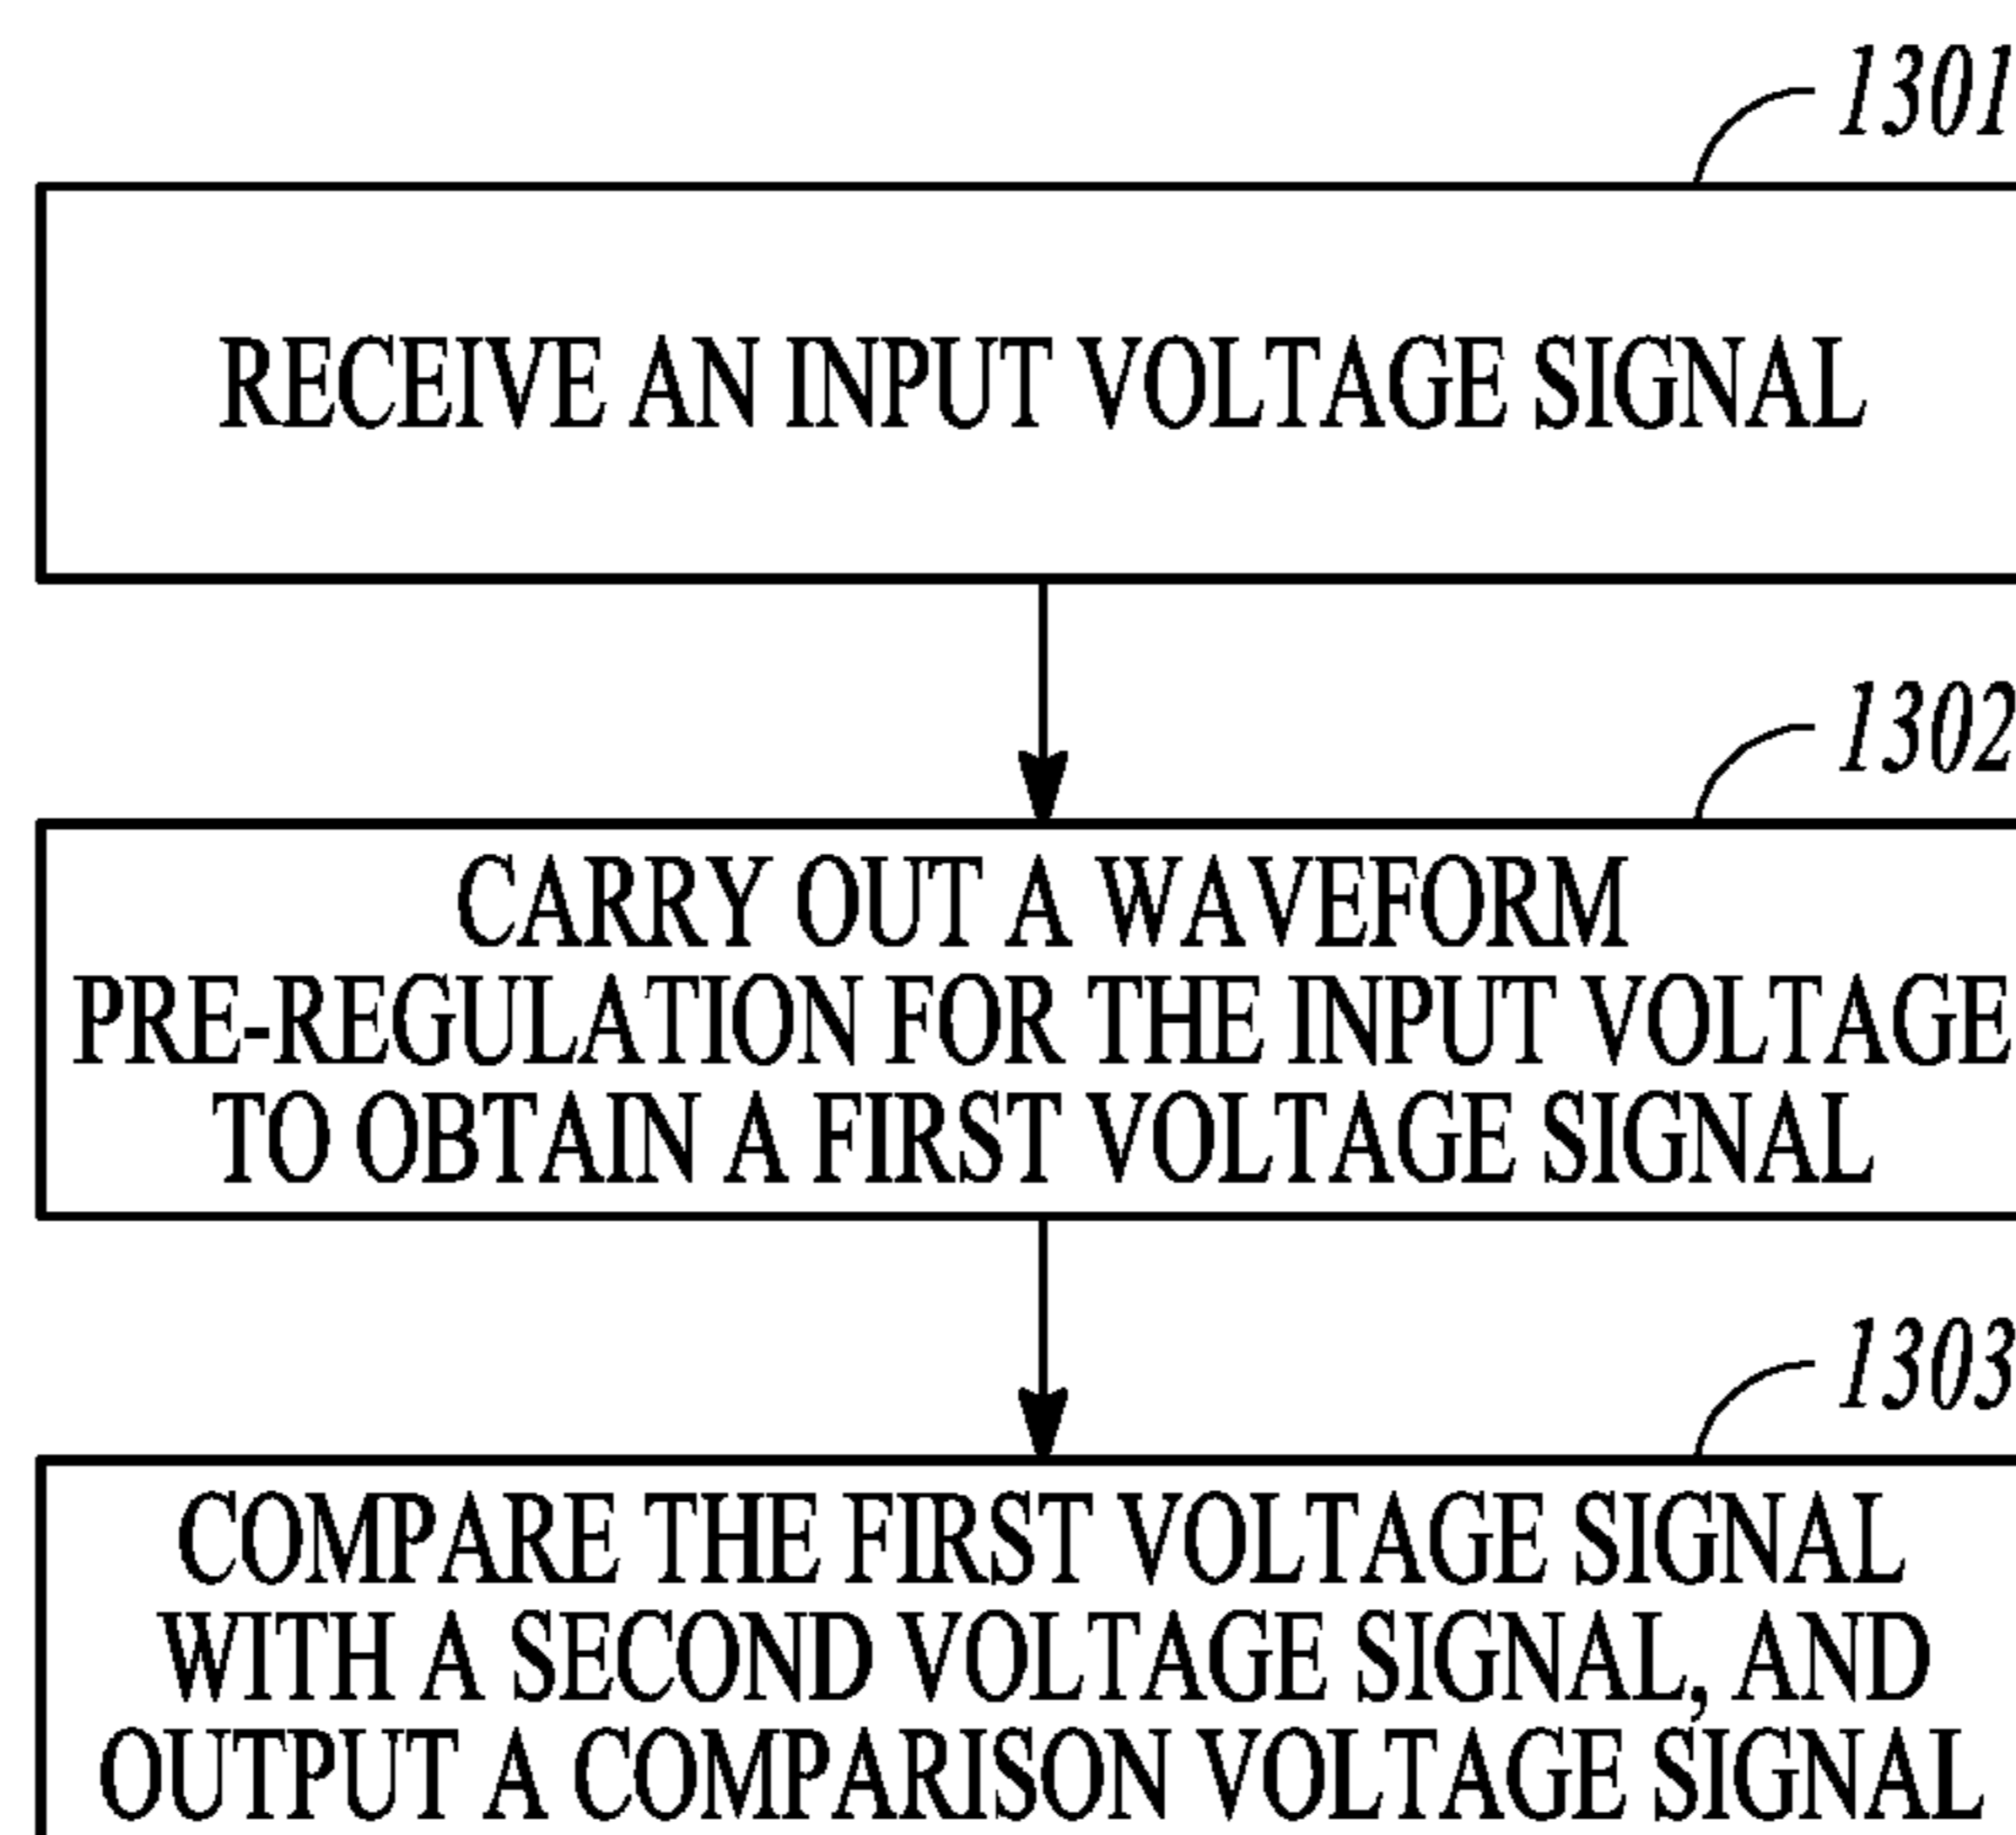 1301
RECEIVE AN INPUT VOLTAGE SIGNAL
1302
CARRY OUT A WAVEFORM
PRE-REGULATION FOR THE INPUT VOLTAGE
TO OBTAIN A FIRST VOLTAGE SIGNAL
1303
COMPARE THE FIRST VOLTAGE SIGNAL
WITH A SECOND VOLTAGE SIGNAL, AND
OUTPUT A COMPARISON VOLTAGE SIGNAL